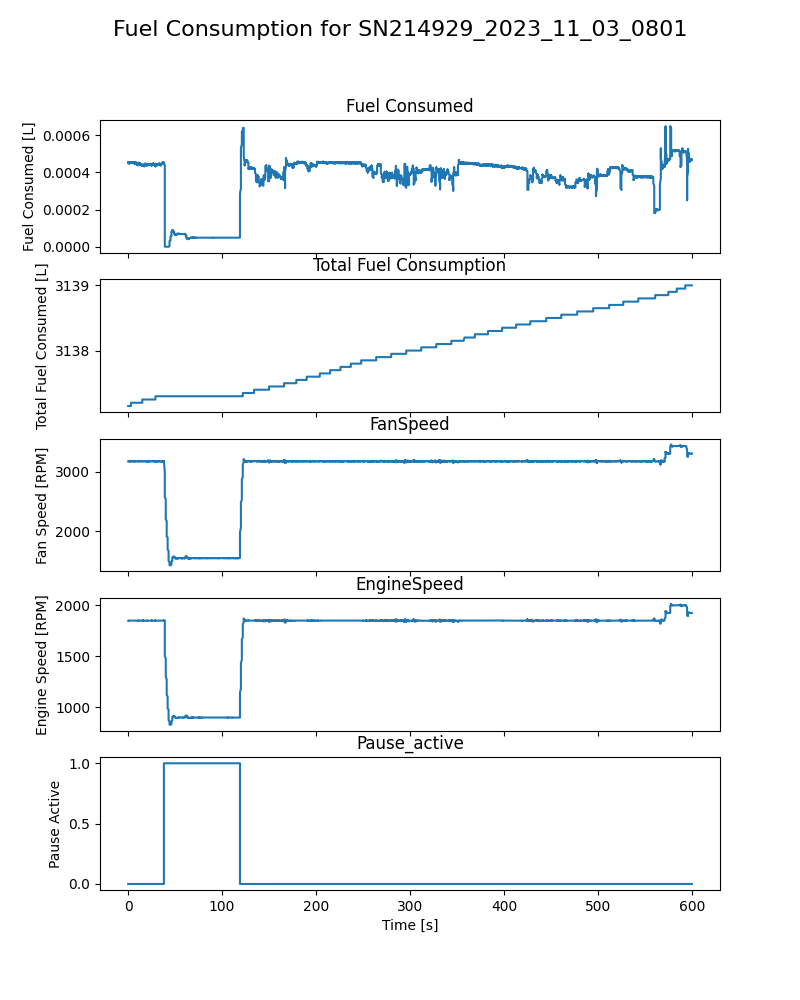 Fuel Consumption for SN214929_2023_11_03_0801
Fuel Consumed
Fuel Consumed [L]
0.0006
0.0004
0.0002
0.0000
Total Fuel Consumption
Total Fuel Consumed [L]
3139
3138
FanSpeed
Fan Speed [RPM]
3000
2000
EngineSpeed
Engine Speed [RPM]
2000
1500
1000
Pause_active
Pause Active
1.0
0.5
0.0
0 100 200 300 400 500 600
Time [s]